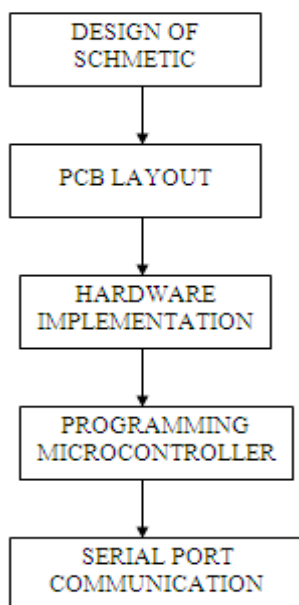 DESIGN OF
SCHMETIC
PCB LAYOUT
HARDWARE
IMPLEMENTATION
PROGRAMMING
MICROCONTROLLER
SERIAL PORT
COMMUNICATION